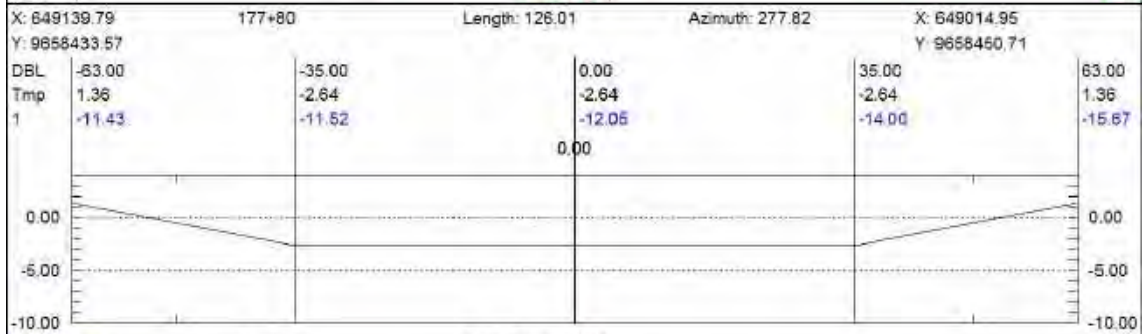 X: 649139.79 177+80 Length: 126.01 Azimuth: 277.82 X: 649014.95
Y: 9658433.57 Y: 9658450.71
DBL -63.00 -35.00 0.00 35.00 63.00
Tmp 1.36 -2.64 -2.64 -2.64 1.36
1 -11.43 -11.52 -12.05 -14.00 -15.67
0.00
0.00 0.00
-5.00 -5.00
-10.00 -10.00